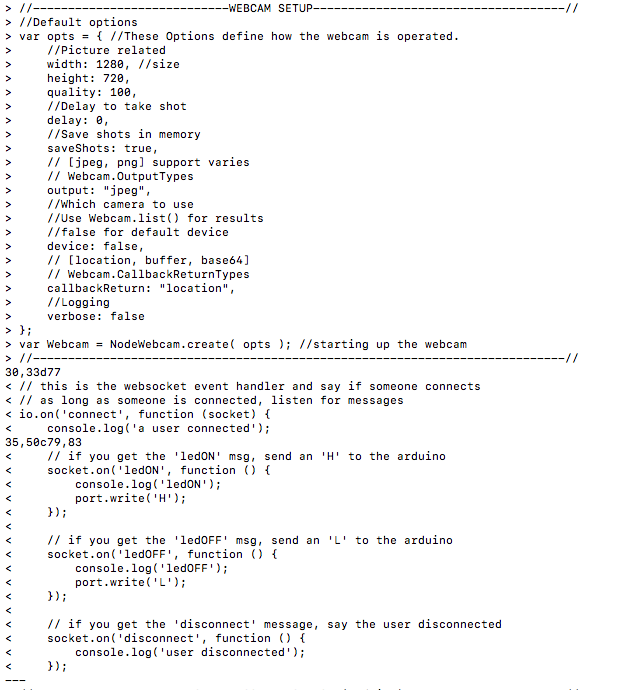 > //----------------------------WEBCAM SETUP------------------------------------//
> //Default options
> var opts = { //These Options define how the webcam is operated.
>     //Picture related
>     width: 1280, //size
>     height: 720,
>     quality: 100,
>     //Delay to take shot
>     delay: 0,
>     //Save shots in memory
>     saveShots: true,
>     // [jpeg, png] support varies
>     // Webcam.OutputTypes
>     output: "jpeg",
>     //Which camera to use
>     //Use Webcam.list() for results
>     //false for default device
>     device: false,
>     // [location, buffer, base64]
>     // Webcam.CallbackReturnTypes
>     callbackReturn: "location",
>     //Logging
>     verbose: false
> };
> var Webcam = NodeWebcam.create( opts ); //starting up the webcam
> //----------------------------------------------------------------------------//
30,33d77
< // this is the websocket event handler and say if someone connects
< // as long as someone is connected, listen for messages
< io.on('connect', function (socket) {
<     console.log('a user connected');
35,50c79,83
<     // if you get the 'ledON' msg, send an 'H' to the arduino
<     socket.on('ledON', function () {
<         console.log('ledON');
<         port.write('H');
<     });
<
<     // if you get the 'ledOFF' msg, send an 'L' to the arduino
<     socket.on('ledOFF', function () {
<         console.log('ledOFF');
<         port.write('L');
<     });
<
<     // if you get the 'disconnect' message, say the user disconnected
<     socket.on('disconnect', function () {
<         console.log('user disconnected');
<     });
---